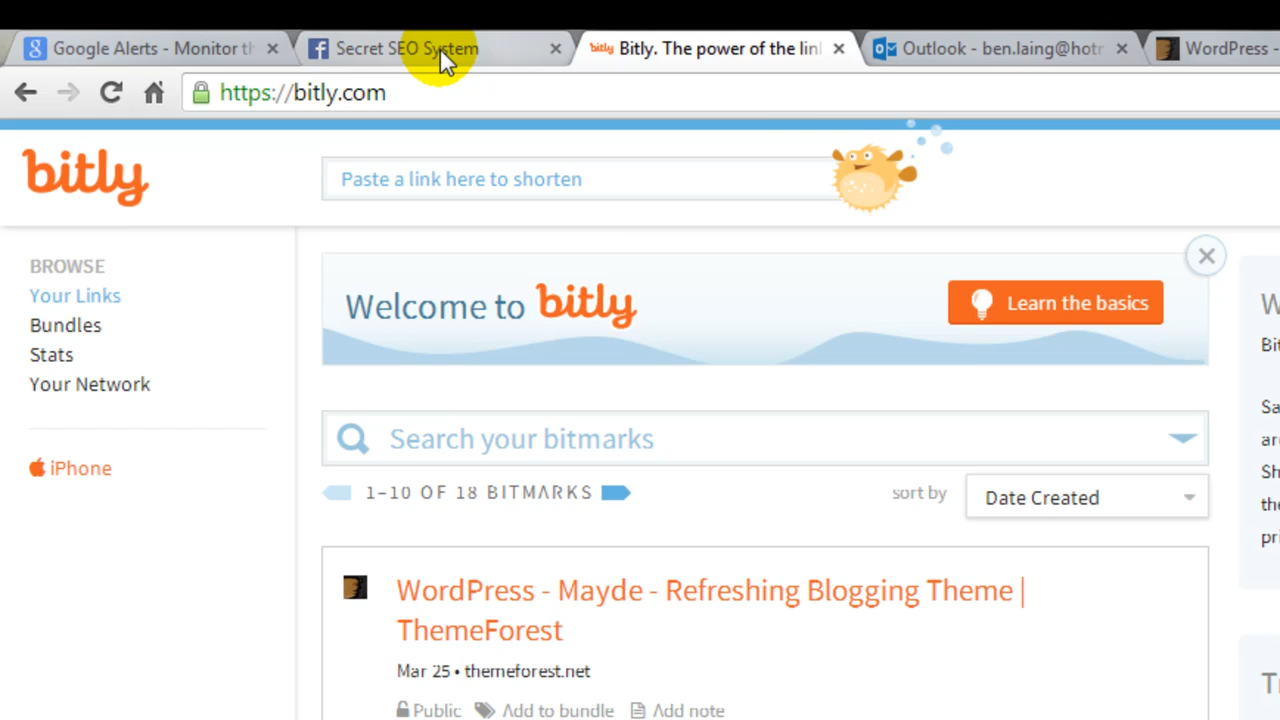 Google Alerts - Monitor th
Secret SEO System
bitly Bitly. The power of the link
Outlook - ben.laing@hotm
WordPress -
https://bitly.com
bitly
Paste a link here to shorten
BROWSE
Your Links
Bundles
Stats
Your Network
iPhone
Welcome to bitly
Learn the basics
Search your bitmarks
1–10 OF 18 BITMARKS
sort by
Date Created
WordPress - Mayde - Refreshing Blogging Theme |
ThemeForest
Mar 25 • themeforest.net
Public
Add to bundle
Add note